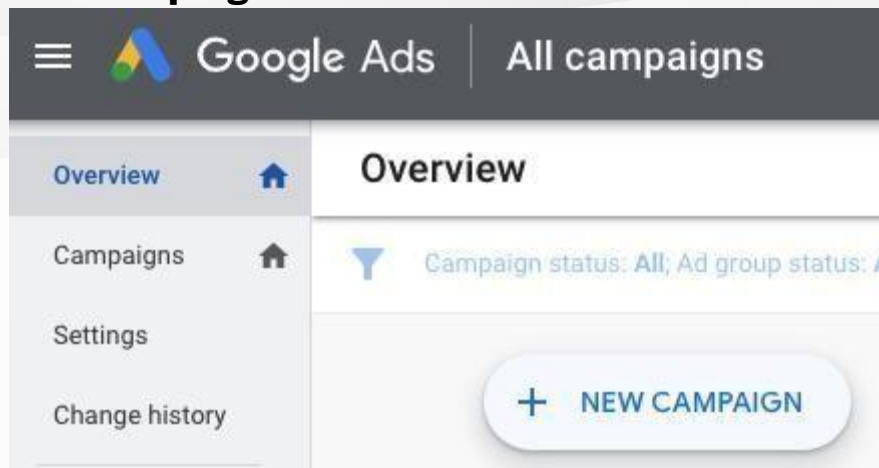 Google Ads All campaigns
Overview
Campaigns
Settings
Change history
Overview
Campaign status: All; Ad group status:
+ NEW CAMPAIGN